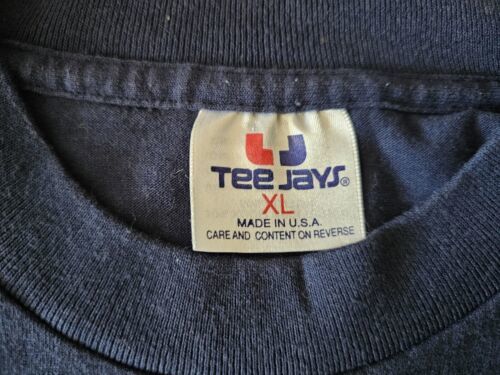 TEE JAYS®
XL
MADE IN U.S.A.
CARE AND CONTENT ON REVERSE